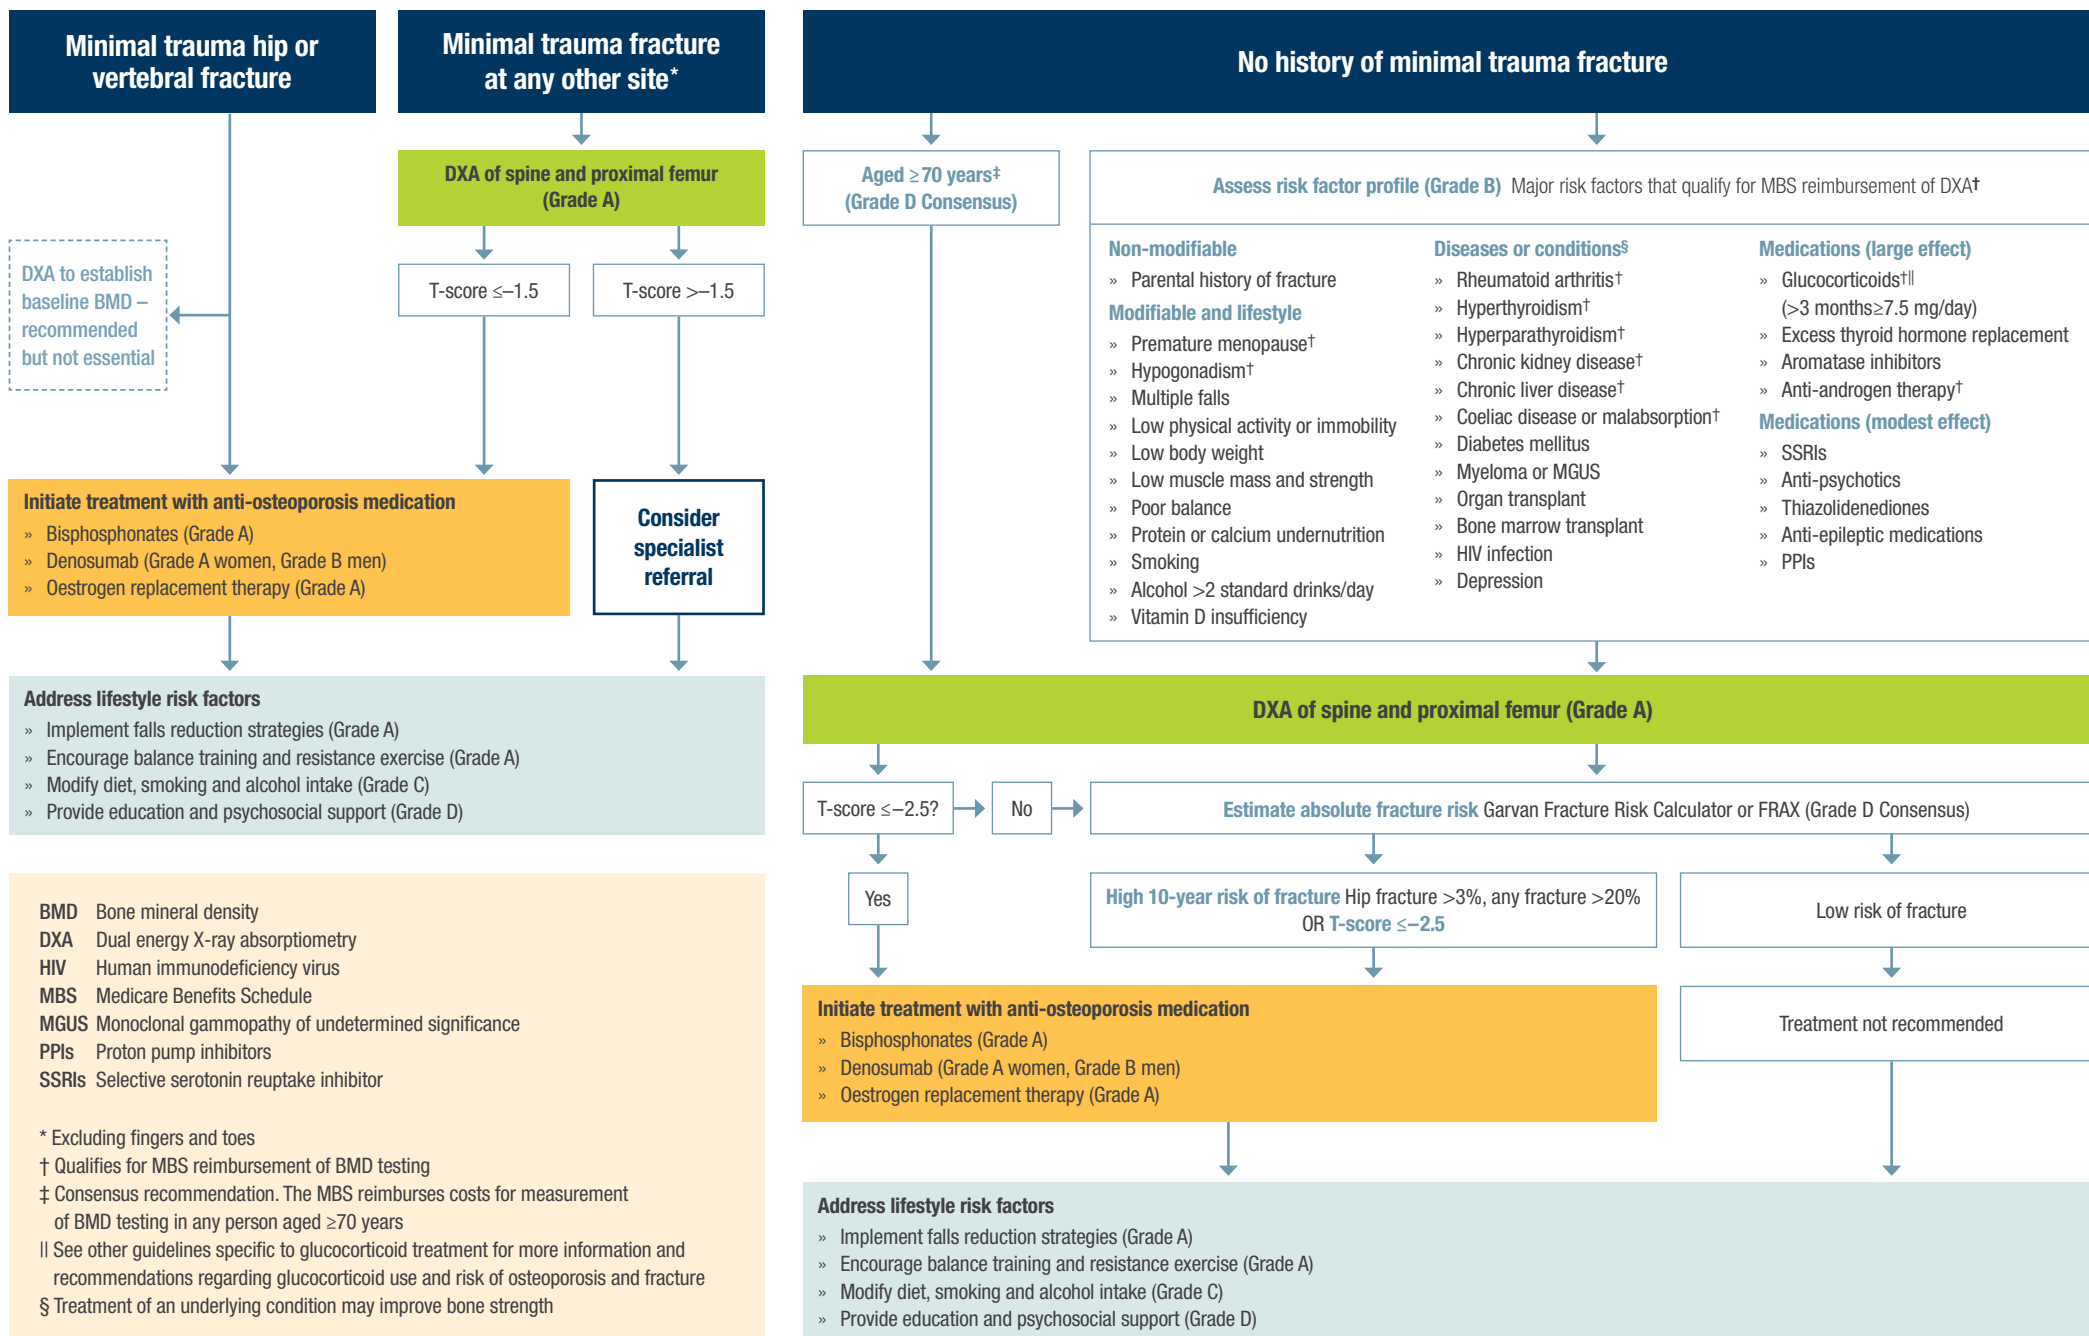 Minimal trauma hip or
vertebral fracture
Minimal trauma fracture
at any other site*
DXA of spine and proximal femur
(Grade A)
DXA to establish
baseline BMD –
recommended
but not essential
T-score ≤–1.5
T-score >–1.5
Initiate treatment with anti-osteoporosis medication
» Bisphosphonates (Grade A)
» Denosumab (Grade A women, Grade B men)
» Oestrogen replacement therapy (Grade A)
Consider
specialist
referral
Address lifestyle risk factors
» Implement falls reduction strategies (Grade A)
» Encourage balance training and resistance exercise (Grade A)
» Modify diet, smoking and alcohol intake (Grade C)
» Provide education and psychosocial support (Grade D)
BMD Bone mineral density
DXA Dual energy X-ray absorptiometry
HIV Human immunodeficiency virus
MBS Medicare Benefits Schedule
MGUS Monoclonal gammopathy of undetermined significance
PPIs Proton pump inhibitors
SSRIs Selective serotonin reuptake inhibitor
* Excluding fingers and toes
† Qualifies for MBS reimbursement of BMD testing
‡ Consensus recommendation. The MBS reimburses costs for measurement
of BMD testing in any person aged ≥70 years
|| See other guidelines specific to glucocorticoid treatment for more information and
recommendations regarding glucocorticoid use and risk of osteoporosis and fracture
§ Treatment of an underlying condition may improve bone strength
No history of minimal trauma fracture
Aged ≥70 years‡
(Grade D Consensus)
Assess risk factor profile (Grade B) Major risk factors that qualify for MBS reimbursement of DXA†
Non-modifiable
» Parental history of fracture
Modifiable and lifestyle
» Premature menopause†
» Hypogonadism†
» Multiple falls
» Low physical activity or immobility
» Low body weight
» Low muscle mass and strength
» Poor balance
» Protein or calcium undernutrition
» Smoking
» Alcohol >2 standard drinks/day
» Vitamin D insufficiency
Diseases or conditions§
» Rheumatoid arthritis†
» Hyperthyroidism†
» Hyperparathyroidism†
» Chronic kidney disease†
» Chronic liver disease†
» Coeliac disease or malabsorption†
» Diabetes mellitus
» Myeloma or MGUS
» Organ transplant
» Bone marrow transplant
» HIV infection
» Depression
Medications (large effect)
» Glucocorticoids†||
(>3 months≥7.5 mg/day)
» Excess thyroid hormone replacement
» Aromatase inhibitors
» Anti-androgen therapy†
Medications (modest effect)
» SSRIs
» Anti-psychotics
» Thiazolidenediones
» Anti-epileptic medications
» PPIs
DXA of spine and proximal femur (Grade A)
T-score ≤–2.5?
No
Estimate absolute fracture risk Garvan Fracture Risk Calculator or FRAX (Grade D Consensus)
Yes
High 10-year risk of fracture Hip fracture >3%, any fracture >20%
OR T-score ≤–2.5
Low risk of fracture
Initiate treatment with anti-osteoporosis medication
» Bisphosphonates (Grade A)
» Denosumab (Grade A women, Grade B men)
» Oestrogen replacement therapy (Grade A)
Treatment not recommended
Address lifestyle risk factors
» Implement falls reduction strategies (Grade A)
» Encourage balance training and resistance exercise (Grade A)
» Modify diet, smoking and alcohol intake (Grade C)
» Provide education and psychosocial support (Grade D)